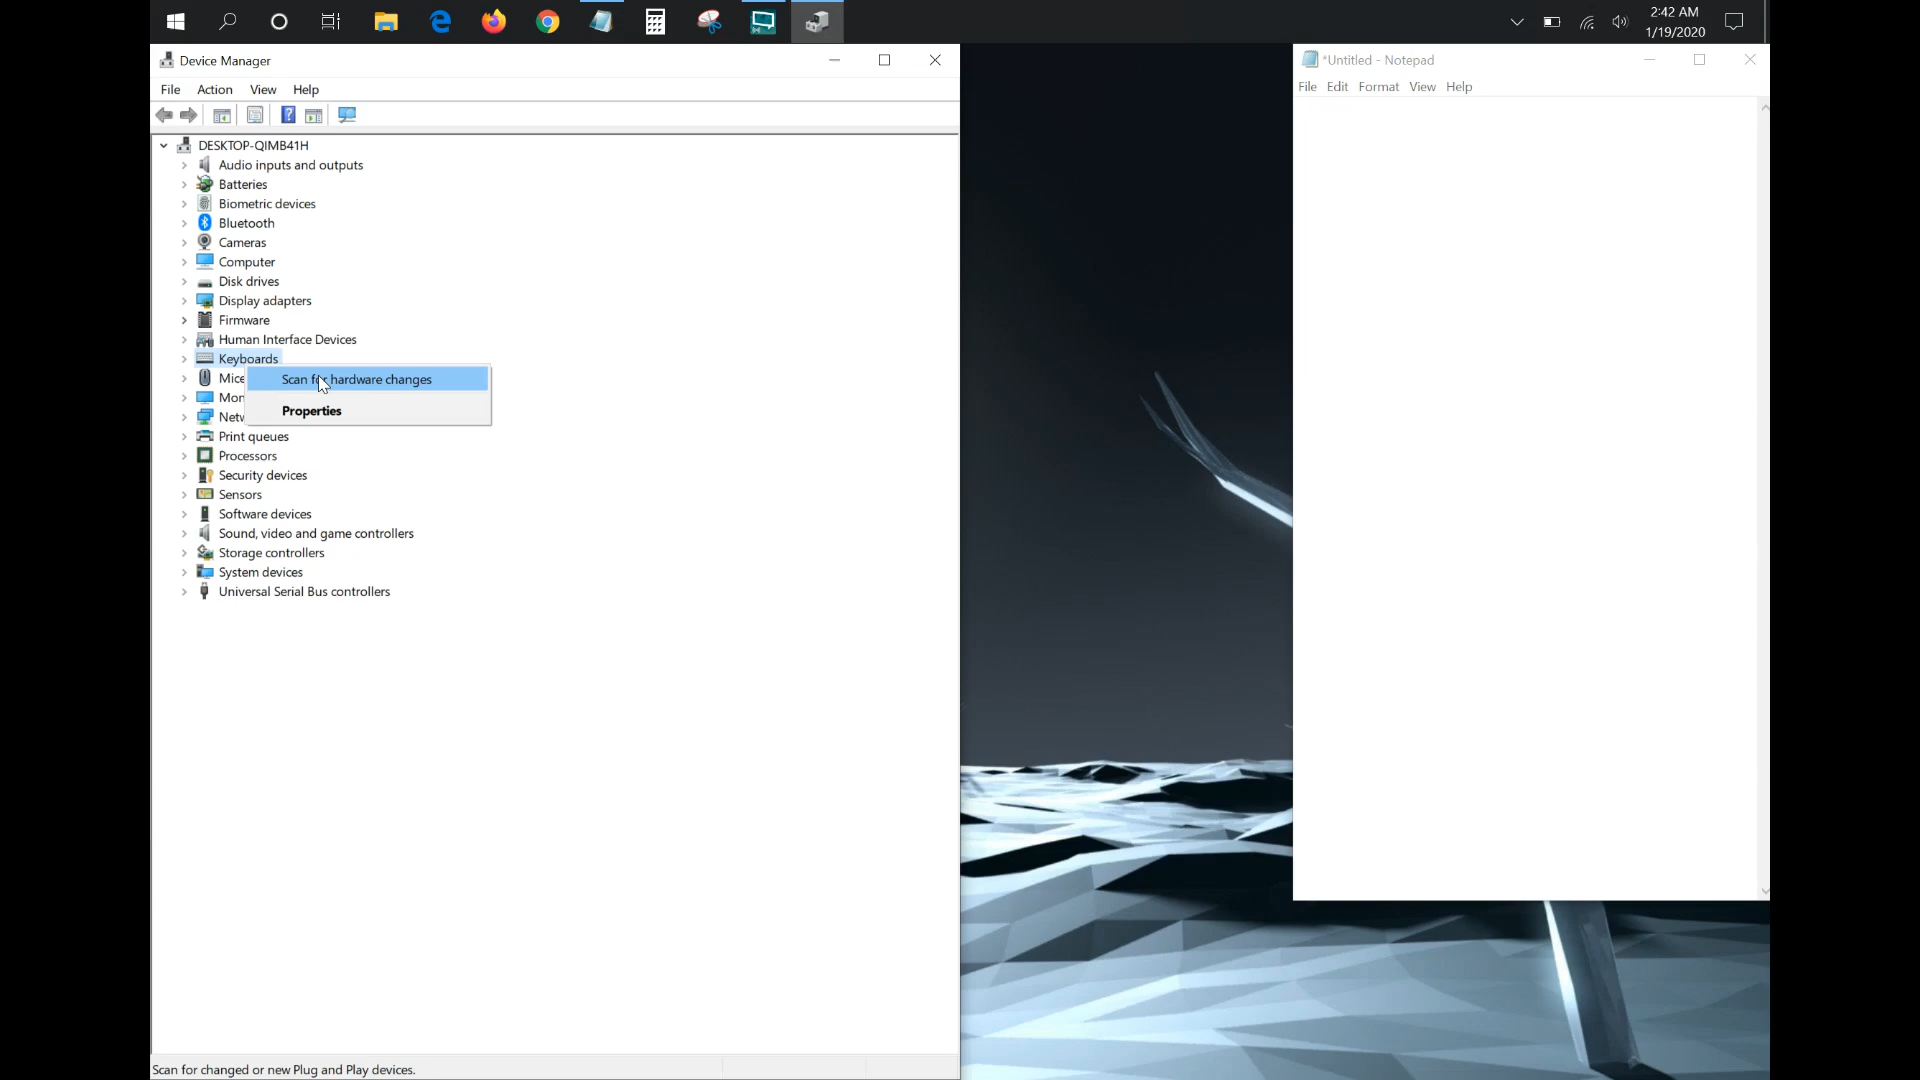 2:42 AM
1/19/2020
Device Manager
File Action View Help
DESKTOP-QIMB41H
Audio inputs and outputs
Batteries
Biometric devices
Bluetooth
Cameras
Computer
Disk drives
Display adapters
Firmware
Human Interface Devices
Keyboards
Mice
Scan for hardware changes
Mon
Properties
Netw
Print queues
Processors
Security devices
Sensors
Software devices
Sound, video and game controllers
Storage controllers
System devices
Universal Serial Bus controllers
Scan for changed or new Plug and Play devices.
*Untitled - Notepad
File Edit Format View Help